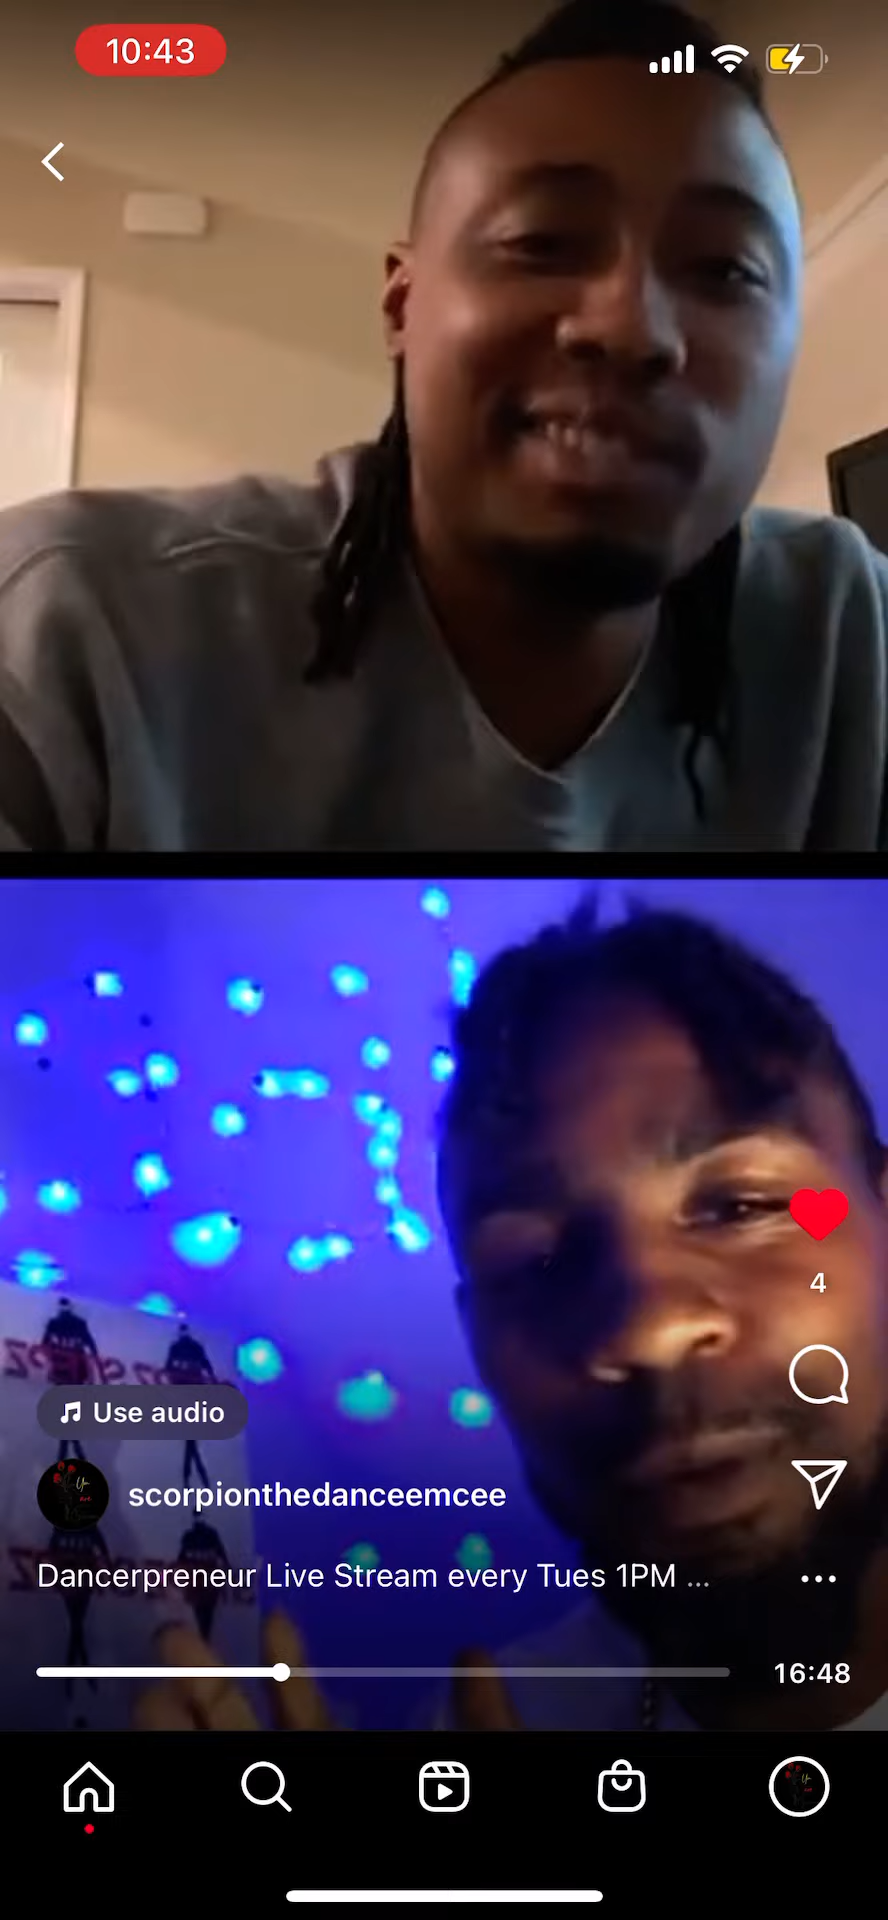 10:43
Use audio
scorpionthedanceemcee
4
Dancerpreneur Live Stream every Tues 1PM ...
16:48